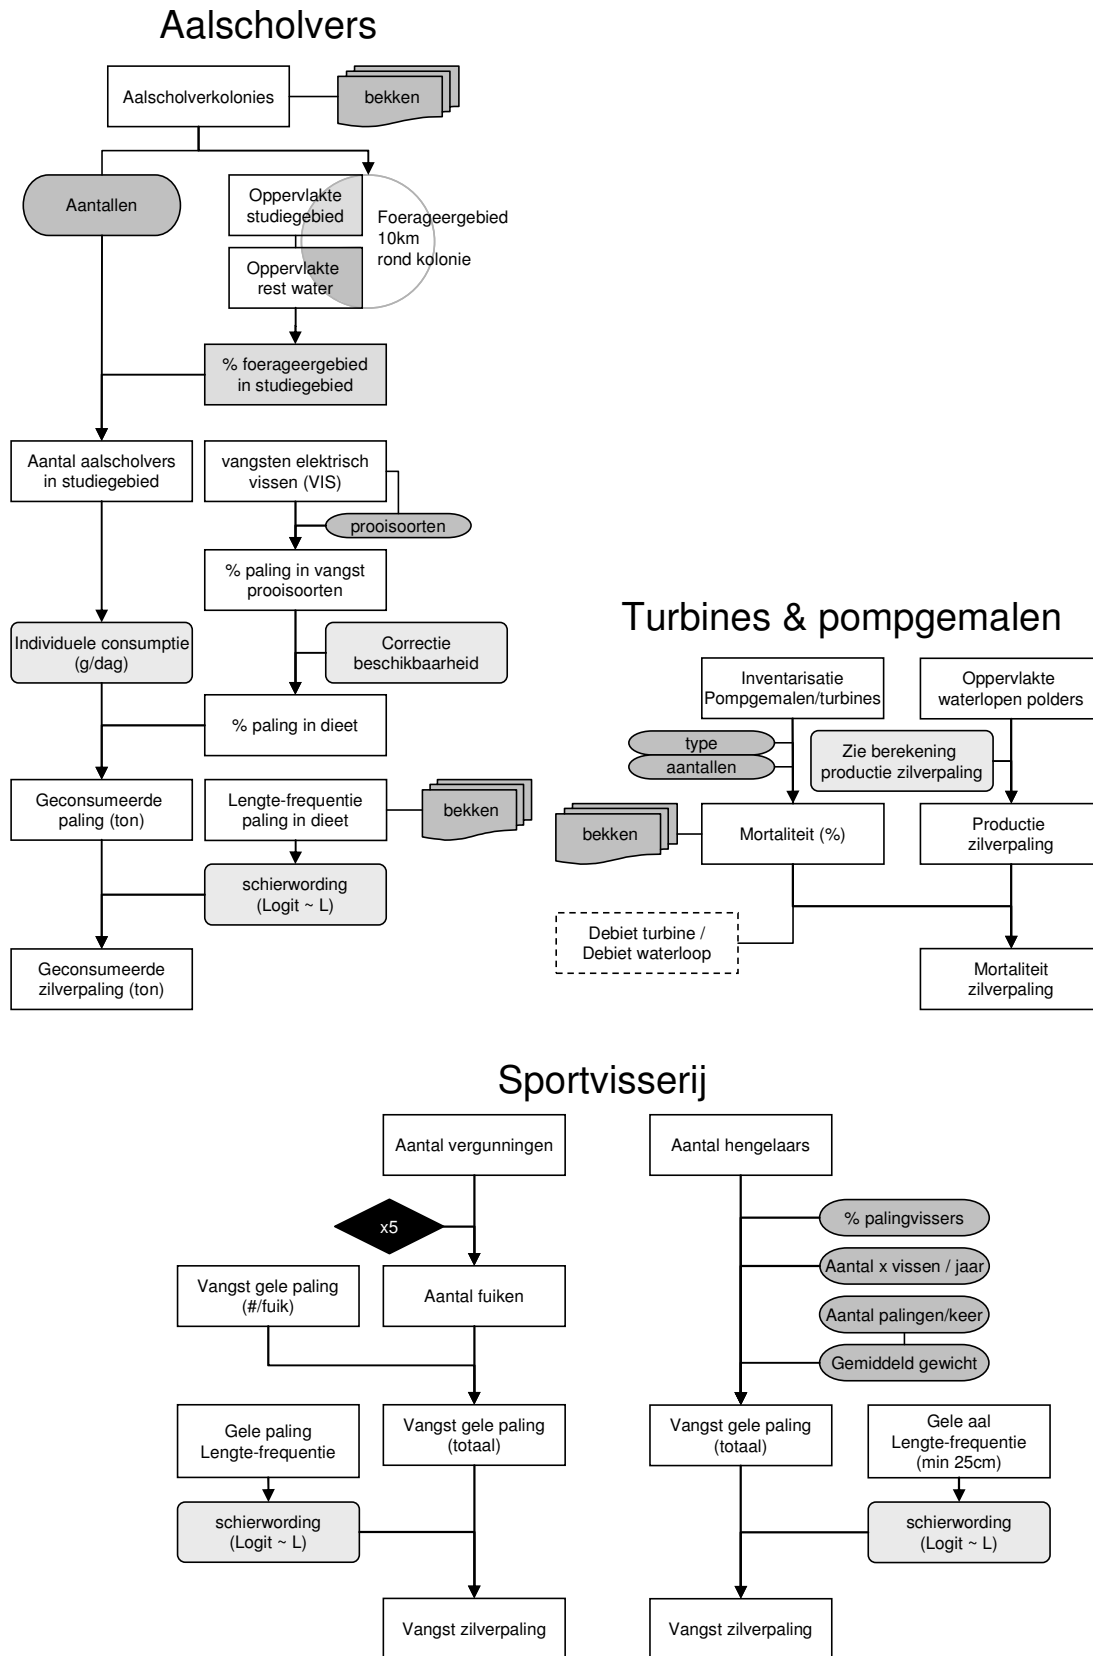 Aalscholvers
Aalscholverkolonies
bekken
Aantallen
Oppervlakte
studiegebied
Foerageergebied
10km
rond kolonie
Oppervlakte
rest water
% foerageergebied
in studiegebied
Aantal aalscholvers
in studiegebied
vangsten elektrisch
vissen (VIS)
prooisoorten
% paling in vangst
prooisoorten
Individuele consumptie
(g/dag)
Correctie
beschikbaarheid
% paling in dieet
Geconsumeerde
paling (ton)
Lengte-frequentie
paling in dieet
bekken
schierwording
(Logit ~ L)
Geconsumeerde
zilverpaling (ton)
Turbines & pompgemalen
Inventarisatie
Pompgemalen/turbines
Oppervlakte
waterlopen polders
type
aantallen
Zie berekening
productie zilverpaling
bekken
Mortaliteit (%)
Productie
zilverpaling
Debiet turbine /
Debiet waterloop
Mortaliteit
zilverpaling
Sportvisserij
Aantal vergunningen
Aantal hengelaars
x5
% palingvissers
Vangst gele paling
(#/fuik)
Aantal fuiken
Aantal x vissen / jaar
Aantal palingen/keer
Gemiddeld gewicht
Gele paling
Lengte-frequentie
Vangst gele paling
(totaal)
Vangst gele paling
(totaal)
Gele aal
Lengte-frequentie
(min 25cm)
schierwording
(Logit ~ L)
schierwording
(Logit ~ L)
Vangst zilverpaling
Vangst zilverpaling